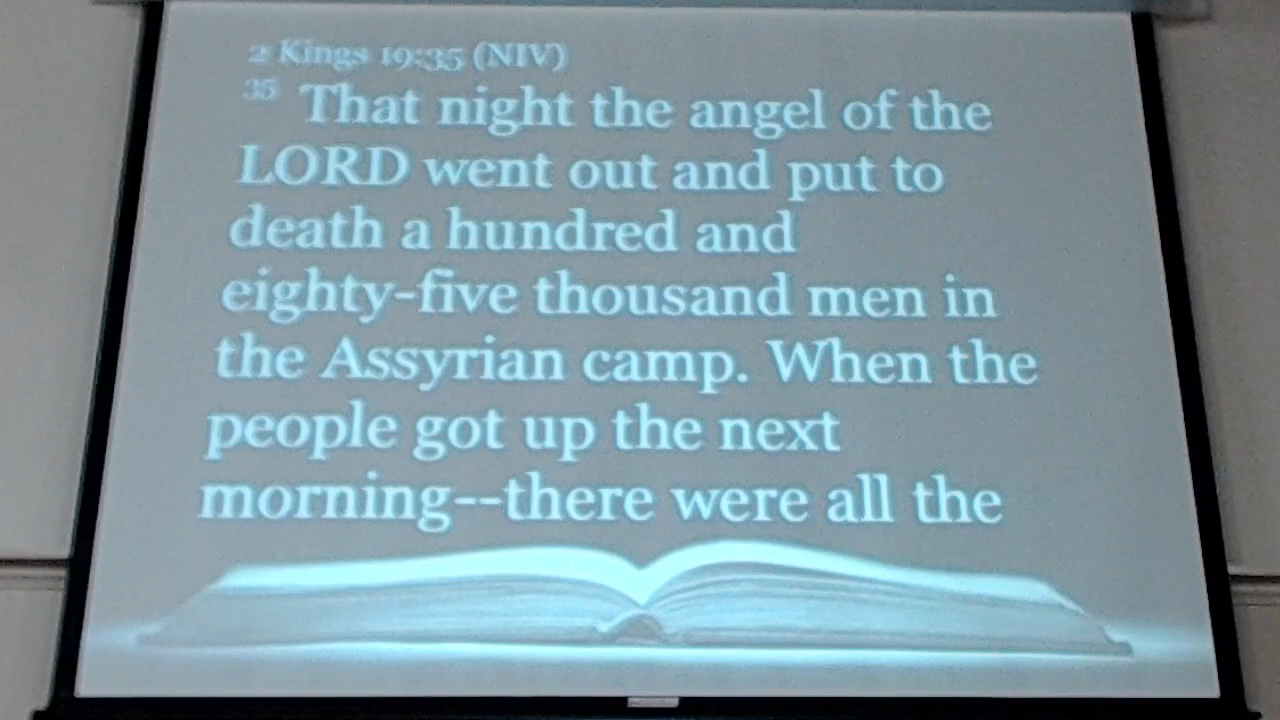 2 Kings 19:35 (NIV)
35 That night the angel of the
LORD went out and put to
death a hundred and
eighty-five thousand men in
the Assyrian camp. When the
people got up the next
morning--there were all the